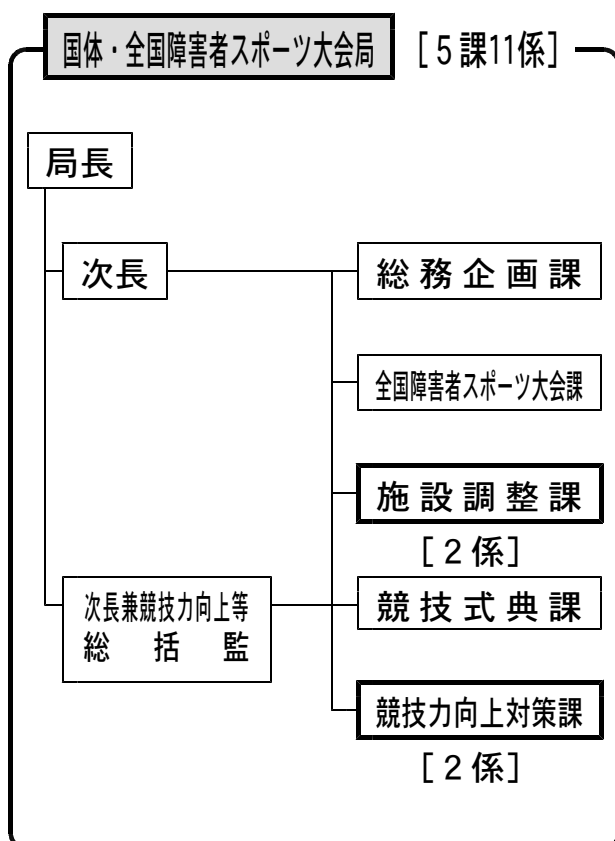 国体・全国障害者スポーツ大会局 [5課11係]
局長
次長
総務企画課
全国障害者スポーツ大会課
施設調整課
[2係]
次長兼競技力向上等
総括監
競技式典課
競技力向上対策課
[2係]